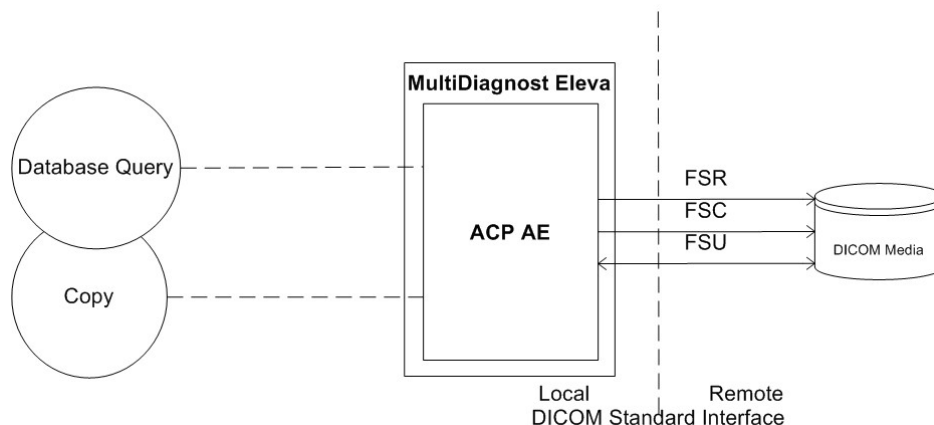 MultiDiagnost Eleva
Database Query
FSR
FSC
ACP AE
FSU
DICOM Media
Copy
Local
Remote
DICOM Standard Interface